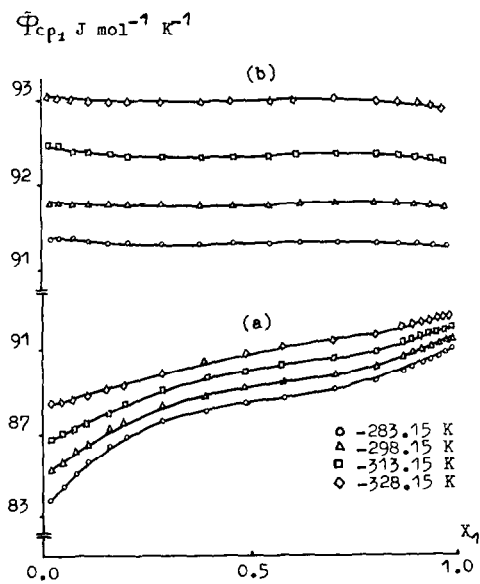 Φ̃cp₁ J mol⁻¹ K⁻¹
(b)
93
92
91
(a)
91
87
83
○ -283.15 K
△ -298.15 K
□ -313.15 K
◇ -328.15 K
X₁
0.0 0.5 1.0